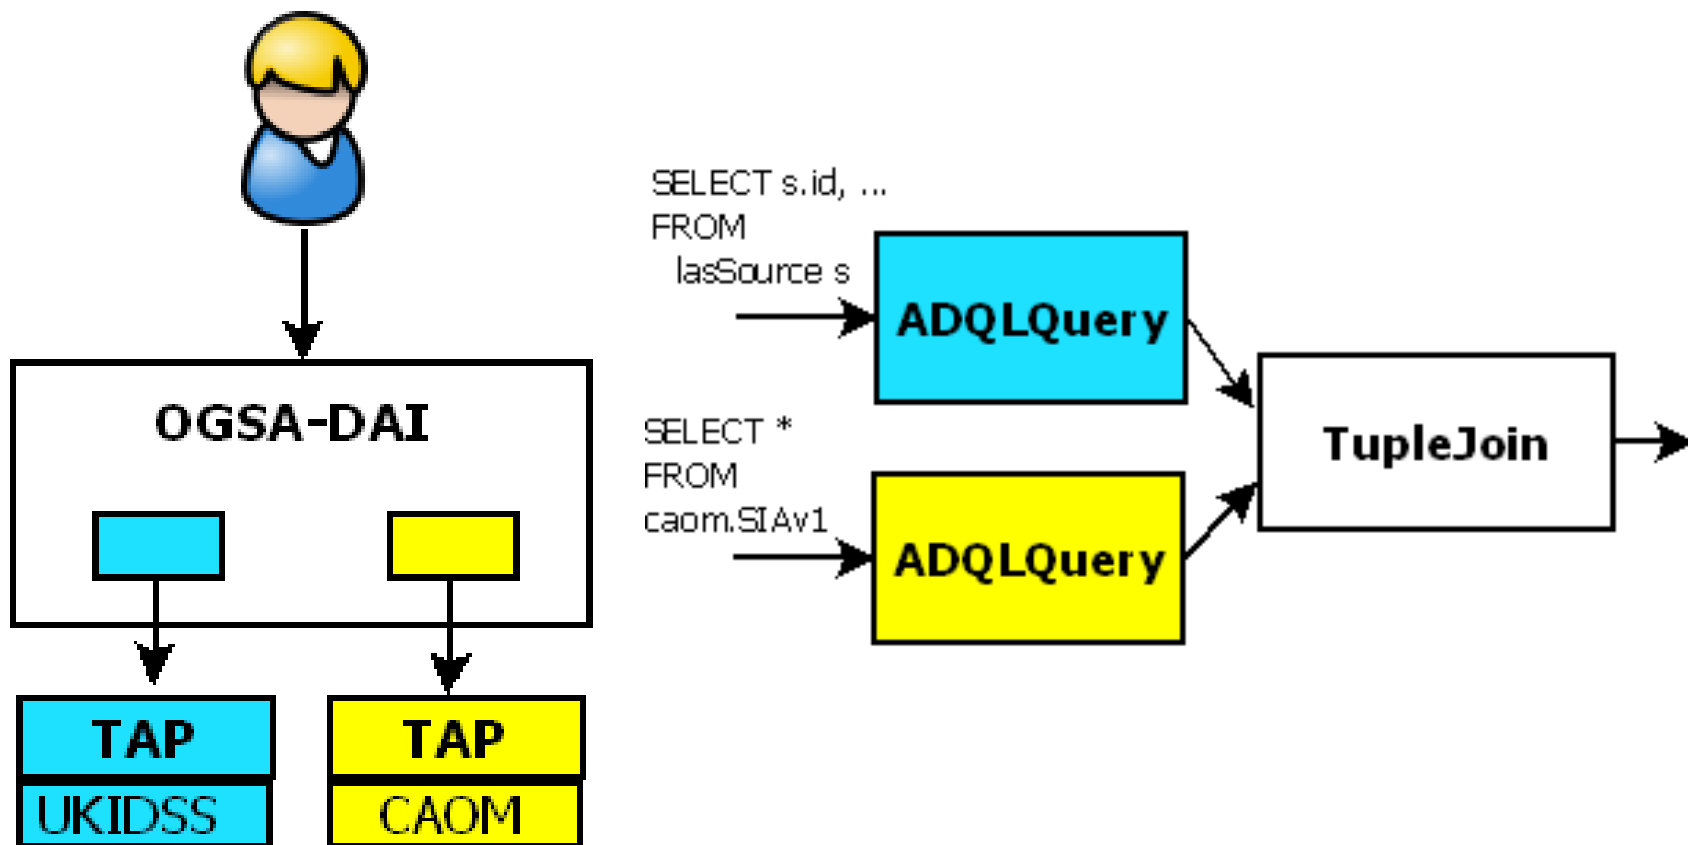 OGSA-DAI
TAP
UKIDSS
TAP
CAOM
SELECT s.id, ...
FROM
lasSource s
ADQLQuery
SELECT *
FROM
caom.SIAv1
ADQLQuery
TupleJoin